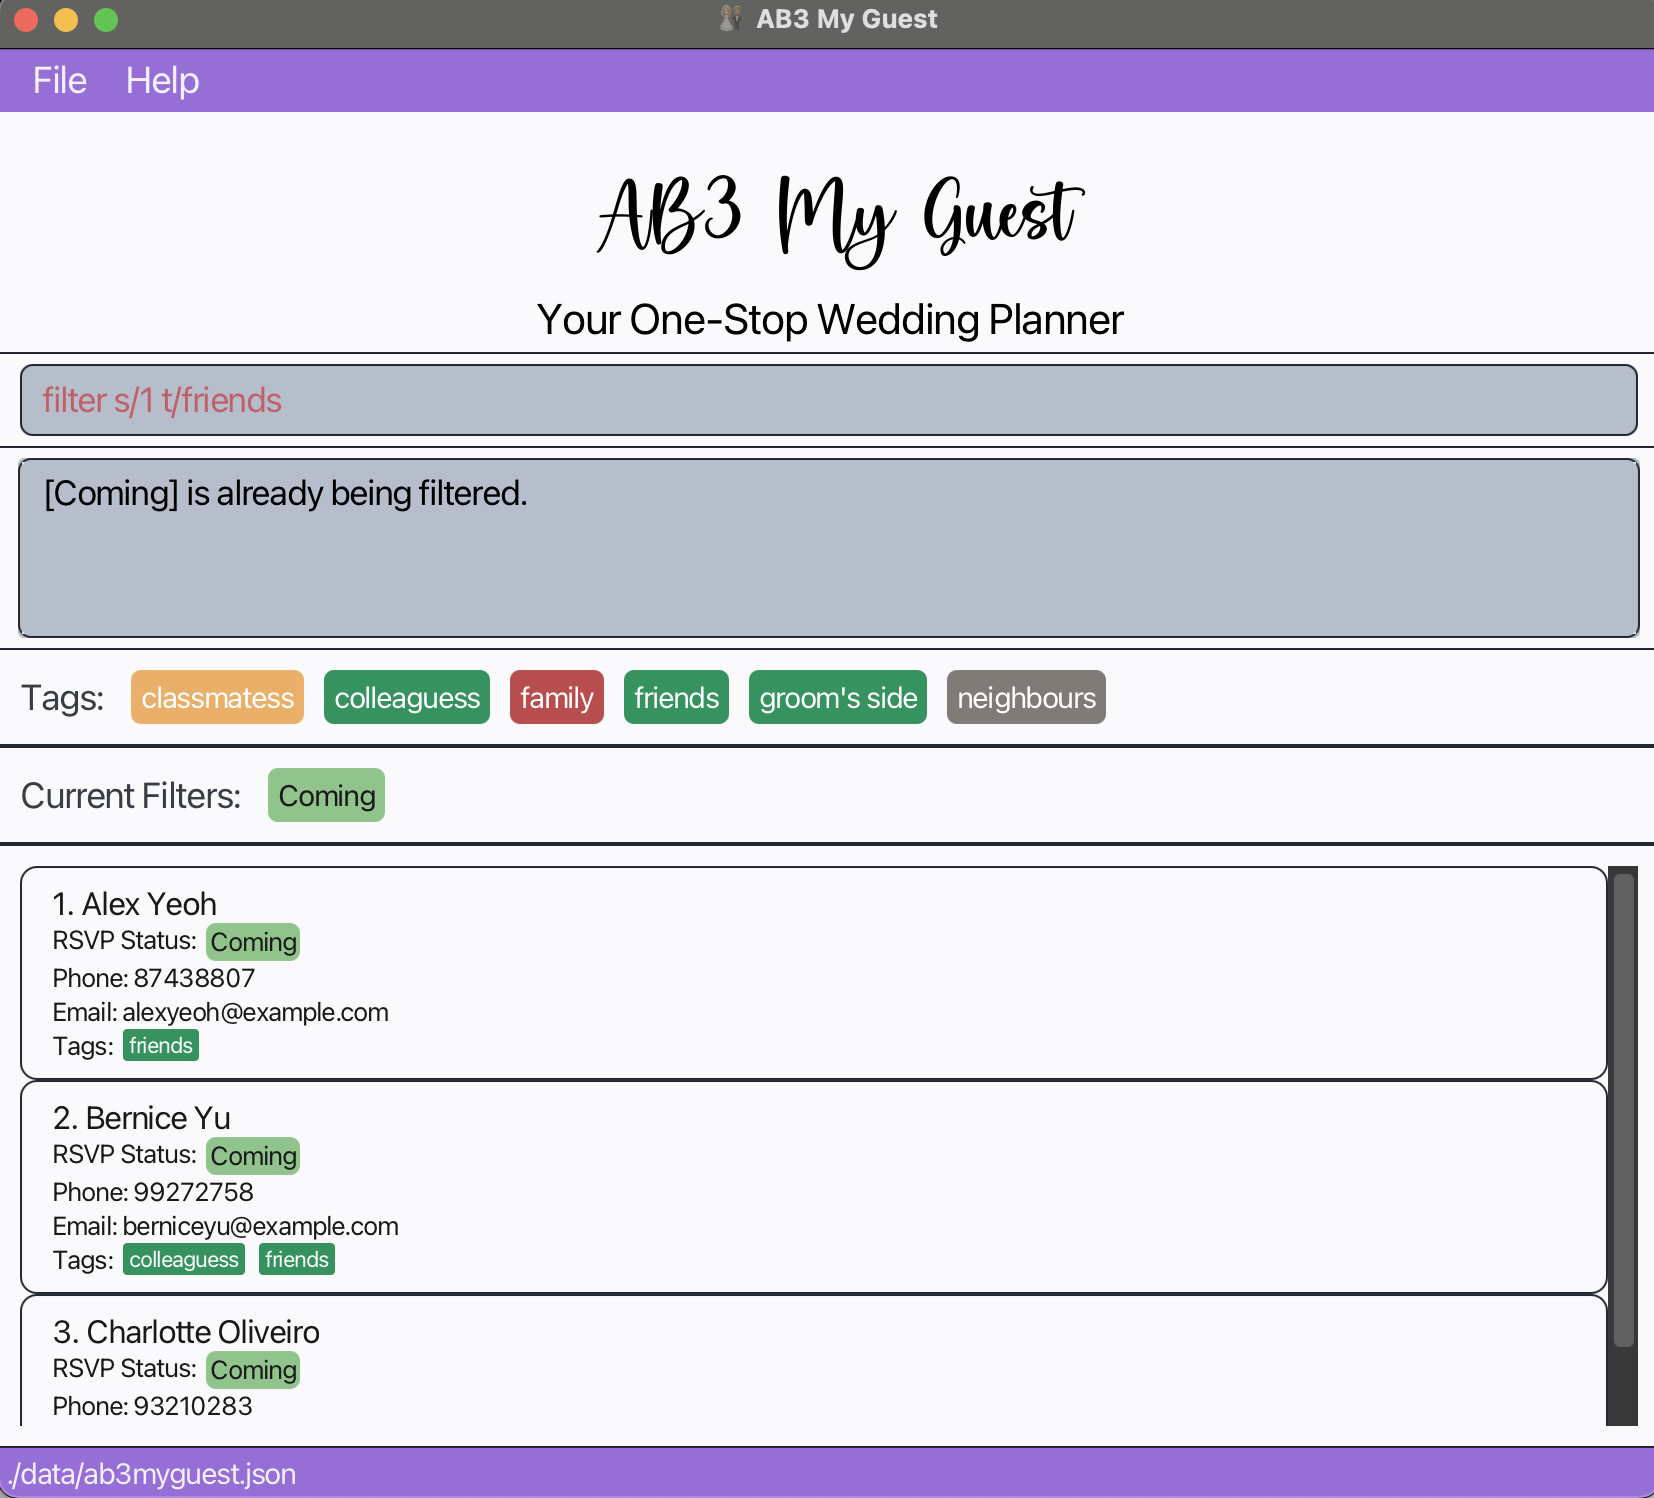 AB3 My Guest
File Help
AB3 My Guest
Your One-Stop Wedding Planner
filter s/1 t/friends
[Coming] is already being filtered.
Tags: classmatess colleaguess family friends groom's side neighbours
Current Filters: Coming
1. Alex Yeoh
RSVP Status: Coming
Phone: 87438807
Email: alexyeoh@example.com
Tags: friends
2. Bernice Yu
RSVP Status: Coming
Phone: 99272758
Email: berniceyu@example.com
Tags: colleaguess friends
3. Charlotte Oliveiro
RSVP Status: Coming
Phone: 93210283
./data/ab3myguest.json